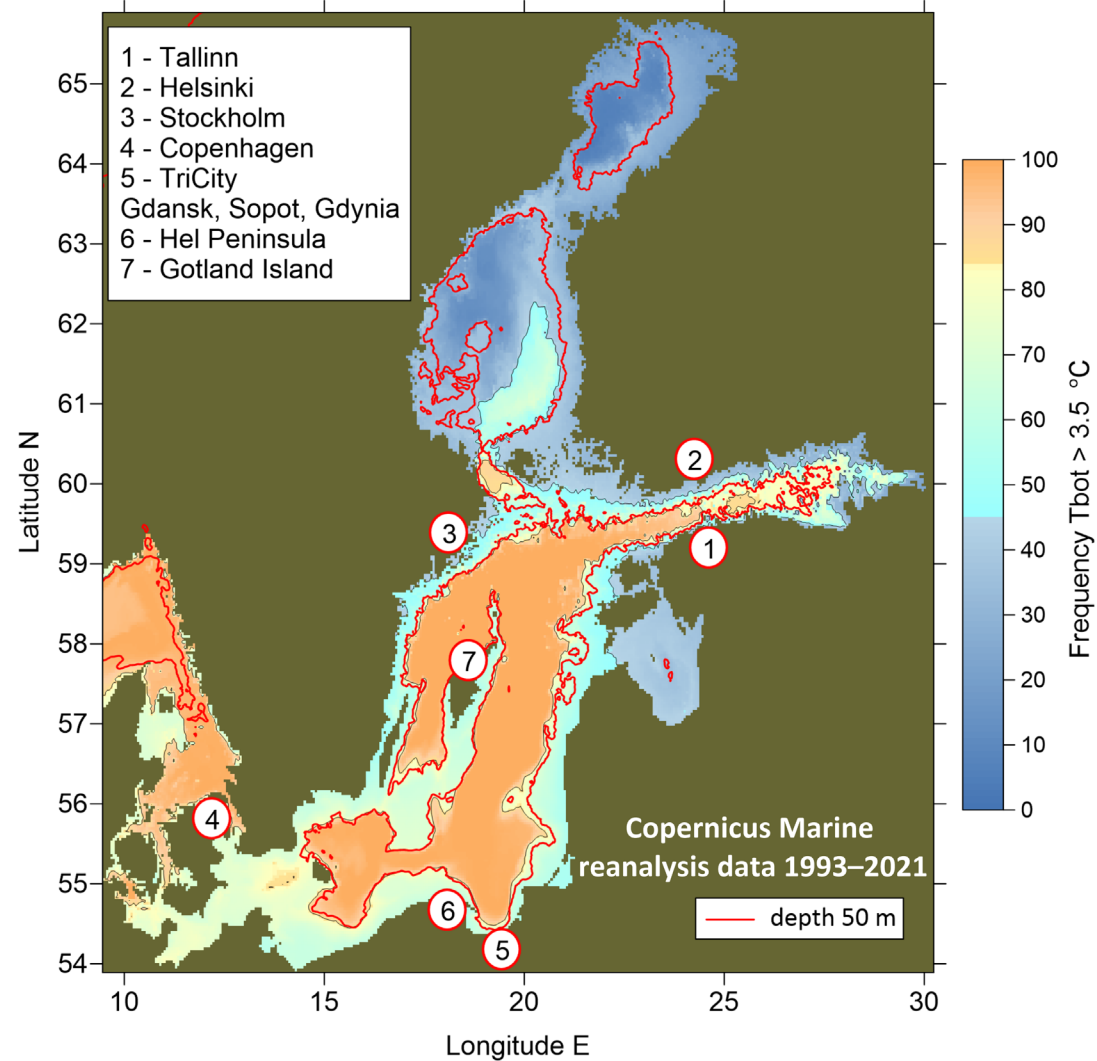 1 - Tallinn
2 - Helsinki
3 - Stockholm
4 - Copenhagen
5 - TriCity
Gdansk, Sopot, Gdynia
6 - Hel Peninsula
7 - Gotland Island
65
64
63
62
61
60
59
58
57
56
55
54
Latitude N
10
15
20
25
30
Longitude E
2
3
1
7
4
6
5
Copernicus Marine
reanalysis data 1993–2021
depth 50 m
100
90
80
70
60
50
40
30
20
10
0
Frequency Tbot > 3.5 °C